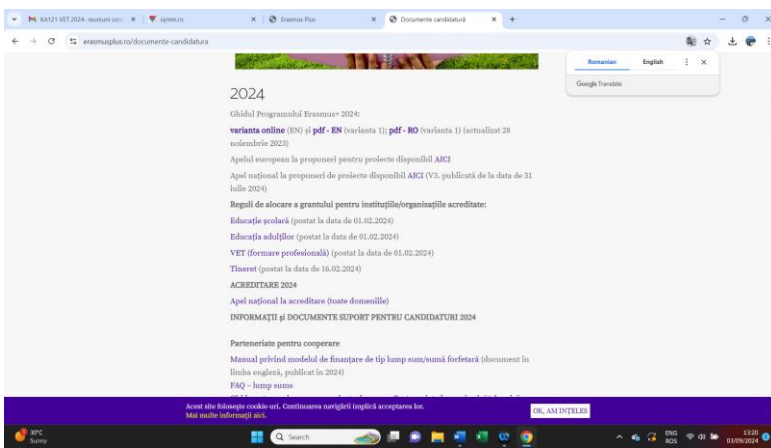 KA121 VET 2024- reuniuni con
isjmm.ro
Erasmus Plus
Documente candidatură
erasmusplus.ro/documente-candidatura
Romanian English
Google Translate
2024
Ghidul Programului Erasmus+ 2024:
varianta online (EN) și pdf - EN (varianta 1); pdf - RO (varianta 1) (actualizat 28
noiembrie 2023)
Apelul european la propuneri pentru proiecte disponibil AICI
Apel național la propuneri de proiecte disponibil AICI (V3. publicată de la data de 31
iulie 2024)
Reguli de alocare a grantului pentru instituțiile/organizațiile acreditate:
Educație școlară (postat la data de 01.02.2024)
Educația adulților (postat la data de 01.02.2024)
VET (formare profesională) (postat la data de 01.02.2024)
Tineret (postat la data de 16.02.2024)
ACREDITARE 2024
Apel național la acreditare (toate domeniile)
INFORMAȚII și DOCUMENTE SUPORT PENTRU CANDIDATURI 2024
Parteneriate pentru cooperare
Manual privind modelul de finanțare de tip lump sum/sumă forfetară (document în
limba engleză, publicat în 2024)
FAQ - lump sums
Acest site folosește cookie-uri. Continuarea navigării implică acceptarea lor.
Mai multe informații aici.
OK, AM ÎNȚELES
30°C
Sunny
Search
ENG
ROS
13:20
03/09/2024